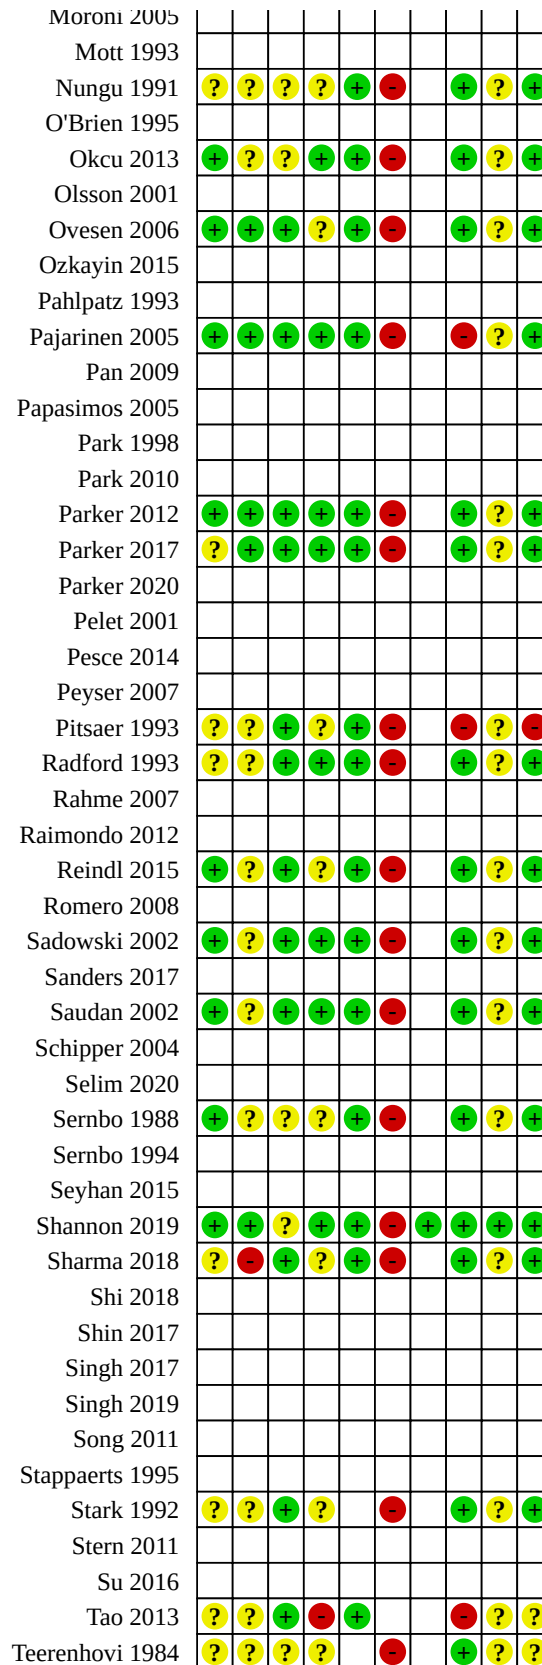 Moroni 2005
Mott 1993
Nungu 1991 ? ? ? ? + - + ? +
O'Brien 1995
Okcu 2013 + ? ? + + - + ? +
Olsson 2001
Ovesen 2006 + + + ? + - + ? +
Ozkayin 2015
Pahlpatz 1993
Pajarinen 2005 + + + + + - - ? +
Pan 2009
Papasimos 2005
Park 1998
Park 2010
Parker 2012 + + + + + - + ? +
Parker 2017 ? + + + + - + ? +
Parker 2020
Pelet 2001
Pesce 2014
Peyser 2007
Pitsaer 1993 ? ? + ? + - - ? -
Radford 1993 ? ? + + + - + ? +
Rahme 2007
Raimondo 2012
Reindl 2015 + ? + ? + - + ? +
Romero 2008
Sadowski 2002 + ? + + + - + ? +
Sanders 2017
Saudan 2002 + ? + + + - + ? +
Schipper 2004
Selim 2020
Sernbo 1988 + ? ? ? + - + ? +
Sernbo 1994
Seyhan 2015
Shannon 2019 + + ? + + - + + + +
Sharma 2018 ? - + ? + - + ? +
Shi 2018
Shin 2017
Singh 2017
Singh 2019
Song 2011
Stappaerts 1995
Stark 1992 ? ? + ? - + ? +
Stern 2011
Su 2016
Tao 2013 ? ? + - + - ? ?
Teerenhovi 1984 ? ? ? ? - + ? ?